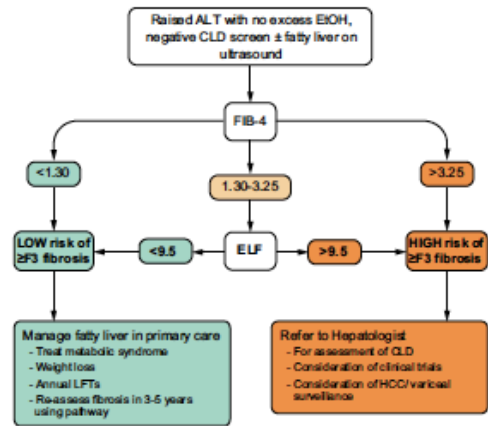 Raised ALT with no excess EtOH,
negative CLD screen ± fatty liver on
ultrasound
FIB-4
<1.30
1.30-3.25
>3.25
LOW risk of
≥F3 fibrosis
<9.5
ELF
>9.5
HIGH risk of
≥F3 fibrosis
Manage fatty liver in primary care
- Treat metabolic syndrome
- Weight loss
- Annual LFTs
- Re-assess fibrosis in 3-5 years
using pathway
Refer to Hepatologist
- For assessment of CLD
- Consideration of clinical trials
- Consideration of HCC/ variceal
surveillance